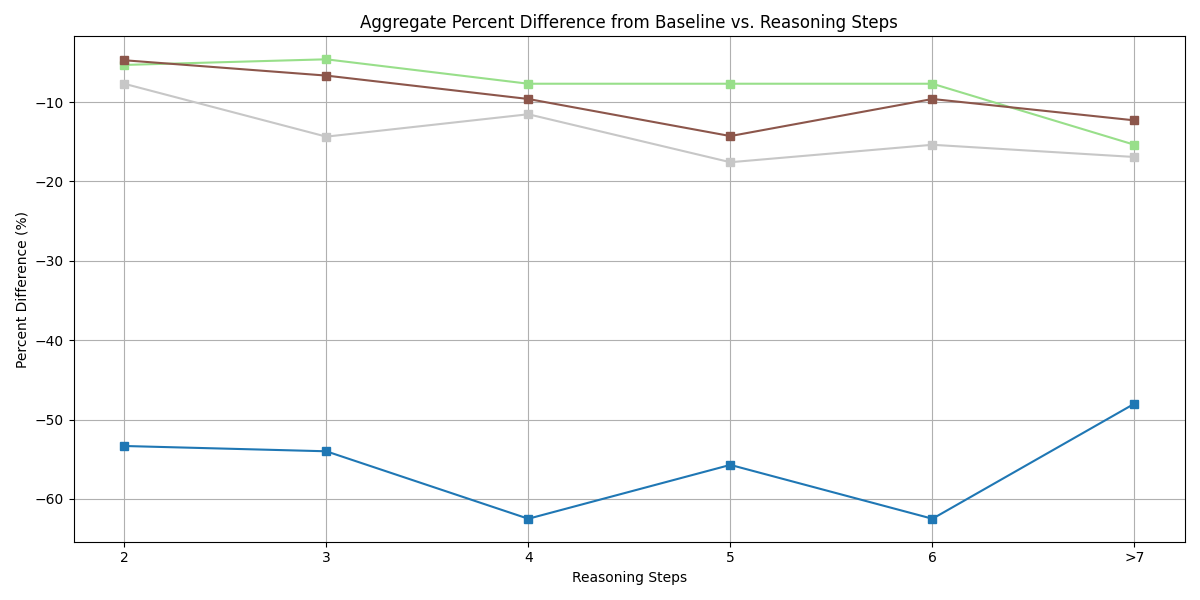 Aggregate Percent Difference from Baseline vs. Reasoning Steps
Percent Difference (%)
−10
−20
−30
−40
−50
−60
2 3 4 5 6 >7
Reasoning Steps